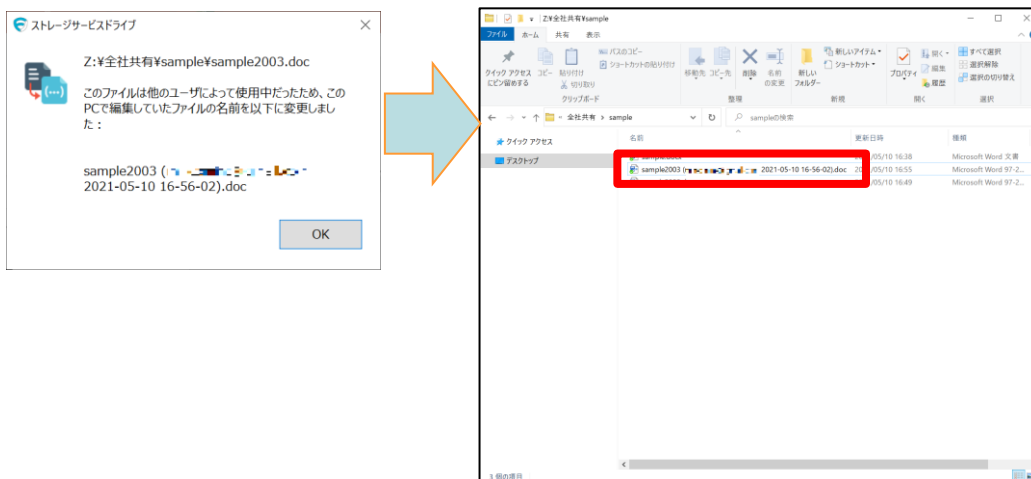 ストレージサービスドライブ
Z:¥全社共有¥sample¥sample2003.doc
このファイルは他のユーザによって使用中だったため、この
PCで編集していたファイルの名前を以下に変更しまし
た：
sample2003 (
2021-05-10 16-56-02).doc
OK
Z:¥全社共有¥sample
ファイル ホーム 共有 表示
クイック アクセス
にピン留めする
コピー
貼り付け
パスのコピー
ショートカットの貼り付け
切り取り
クリップボード
移動先
コピー先
削除
名前
の変更
整理
新しい
フォルダー
新しいアイテム
ショートカット
新規
プロパティ
開く
編集
履歴
開く
すべて選択
選択解除
選択の切り替え
選択
全社共有 › sample
sampleの検索
クイック アクセス
デスクトップ
名前 更新日時 種類
/05/10 16:38 Microsoft Word 文書
sample2003 ( 2021-05-10 16-56-02).doc /05/10 16:55 Microsoft Word 97-2...
/05/10 16:49 Microsoft Word 97-2...
3 個の項目